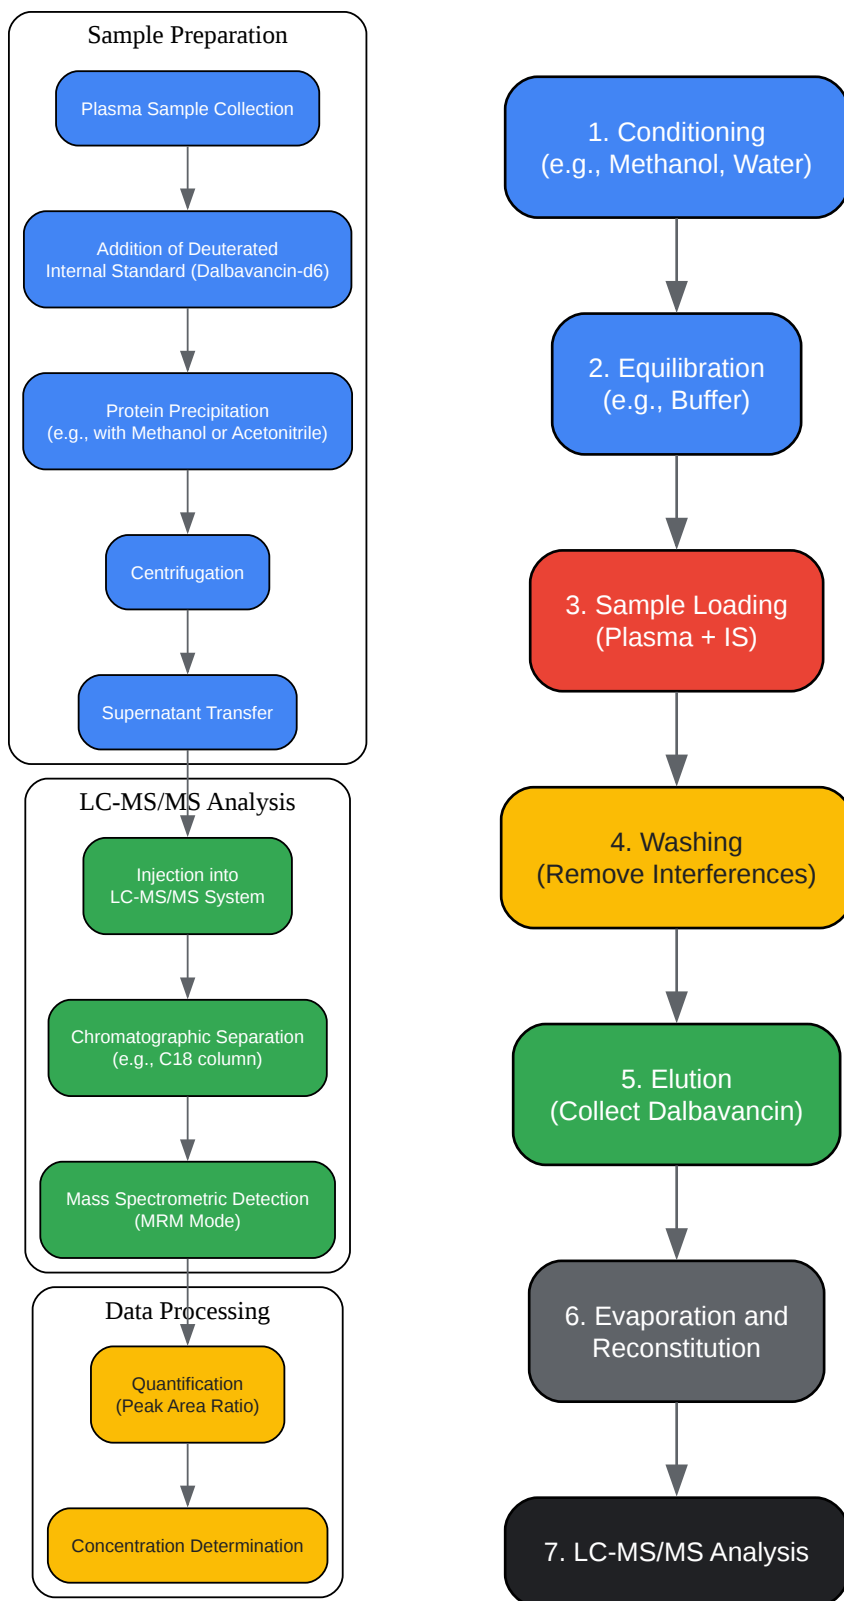 Sample Preparation
Plasma Sample Collection
Addition of Deuterated
Internal Standard (Dalbavancin-d6)
Protein Precipitation
(e.g., with Methanol or Acetonitrile)
Centrifugation
Supernatant Transfer
LC-MS/MS Analysis
Injection into
LC-MS/MS System
Chromatographic Separation
(e.g., C18 column)
Mass Spectrometric Detection
(MRM Mode)
Data Processing
Quantification
(Peak Area Ratio)
Concentration Determination
1. Conditioning
(e.g., Methanol, Water)
2. Equilibration
(e.g., Buffer)
3. Sample Loading
(Plasma + IS)
4. Washing
(Remove Interferences)
5. Elution
(Collect Dalbavancin)
6. Evaporation and
Reconstitution
7. LC-MS/MS Analysis